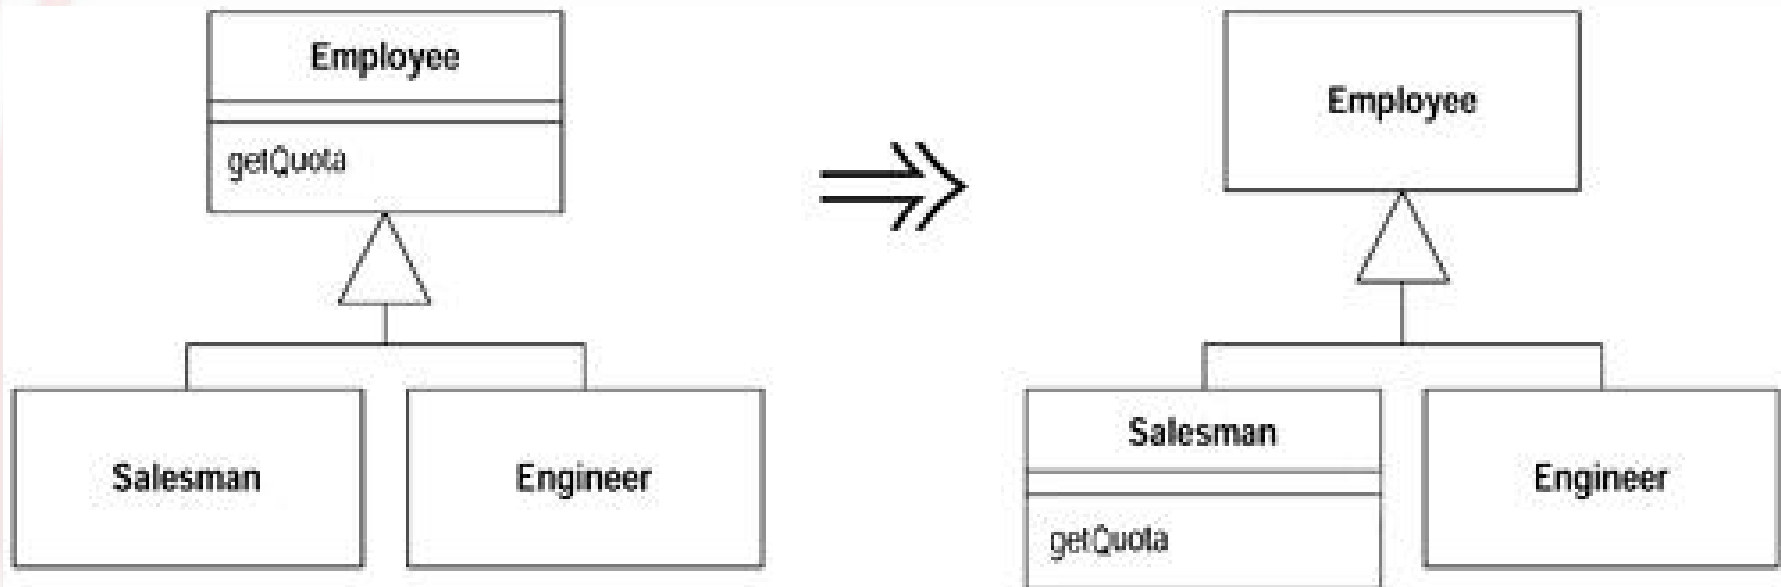 Employee
getQuota
Salesman
Engineer
Employee
Salesman
getQuota
Engineer